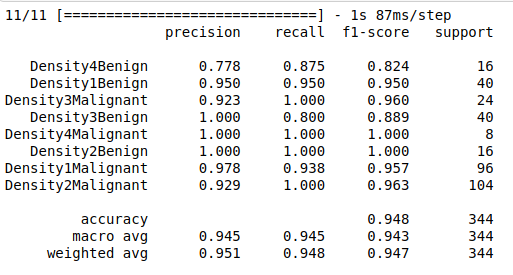 11/11 [==============================] - 1s 87ms/step
precision recall f1-score support
Density4Benign 0.778 0.875 0.824 16
Density1Benign 0.950 0.950 0.950 40
Density3Malignant 0.923 1.000 0.960 24
Density3Benign 1.000 0.800 0.889 40
Density4Malignant 1.000 1.000 1.000 8
Density2Benign 1.000 1.000 1.000 16
Density1Malignant 0.978 0.938 0.957 96
Density2Malignant 0.929 1.000 0.963 104
accuracy 0.948 344
macro avg 0.945 0.945 0.943 344
weighted avg 0.951 0.948 0.947 344